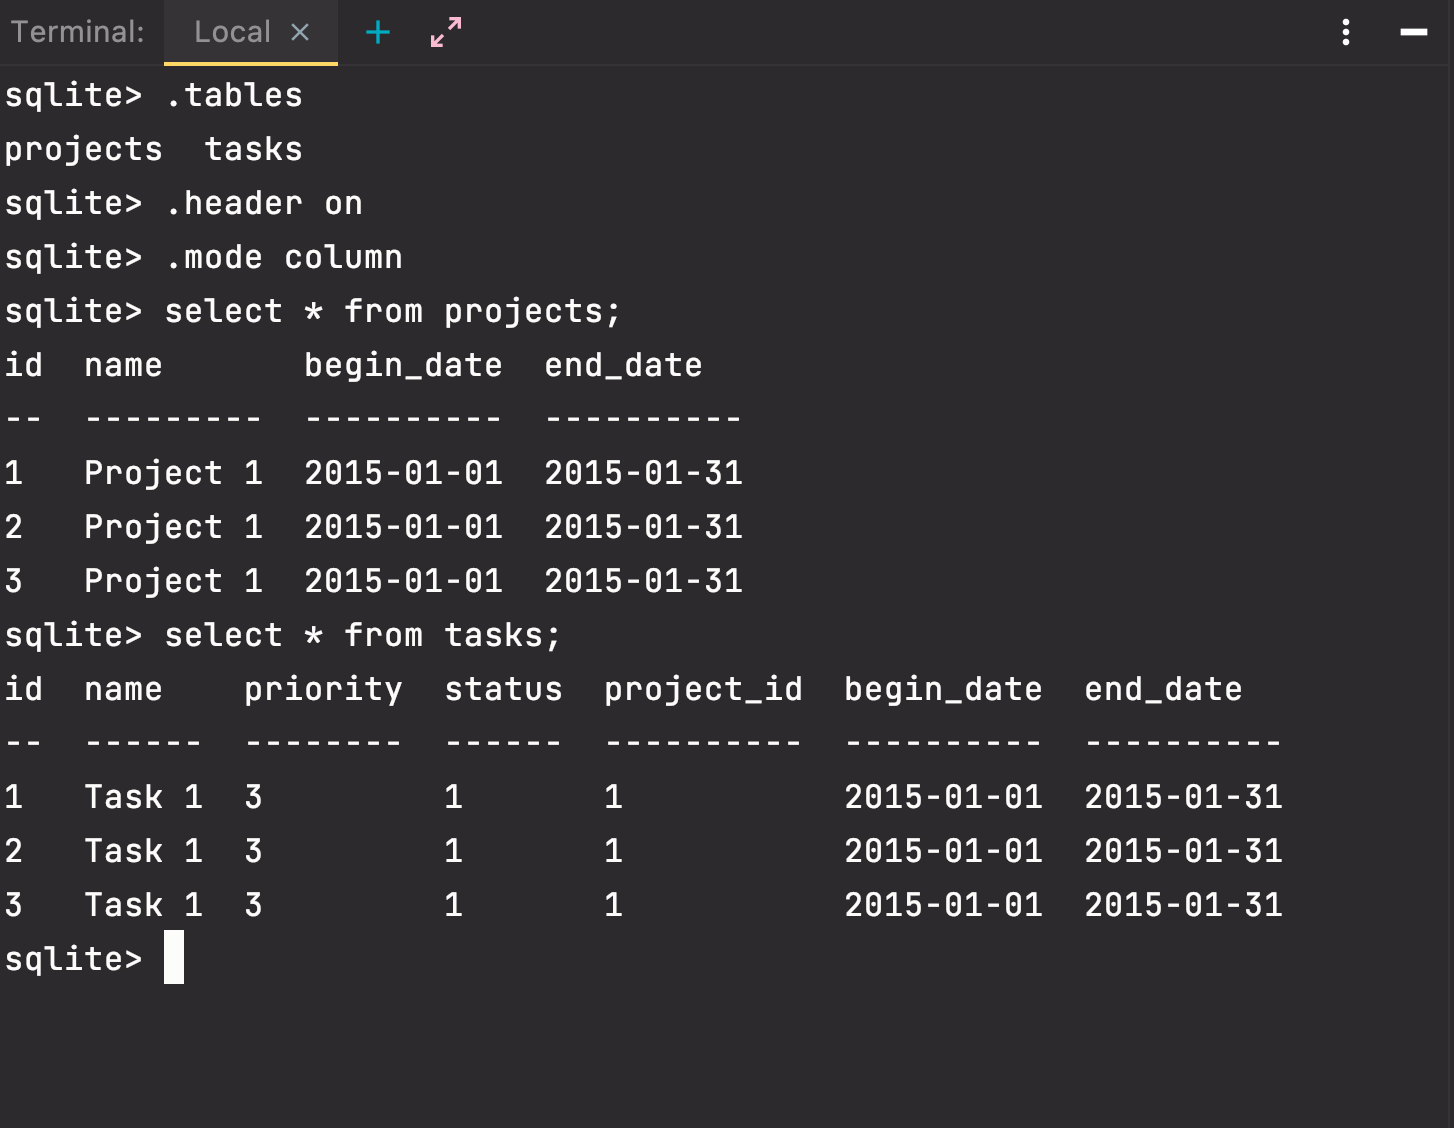 Terminal: Local
sqlite> .tables
projects  tasks
sqlite> .header on
sqlite> .mode column
sqlite> select * from projects;
id  name       begin_date  end_date
--  ---------  ----------  ----------
1   Project 1  2015-01-01  2015-01-31
2   Project 1  2015-01-01  2015-01-31
3   Project 1  2015-01-01  2015-01-31
sqlite> select * from tasks;
id  name    priority  status  project_id  begin_date  end_date
--  ------  --------  ------  ----------  ----------  ----------
1   Task 1  3         1       1           2015-01-01  2015-01-31
2   Task 1  3         1       1           2015-01-01  2015-01-31
3   Task 1  3         1       1           2015-01-01  2015-01-31
sqlite>